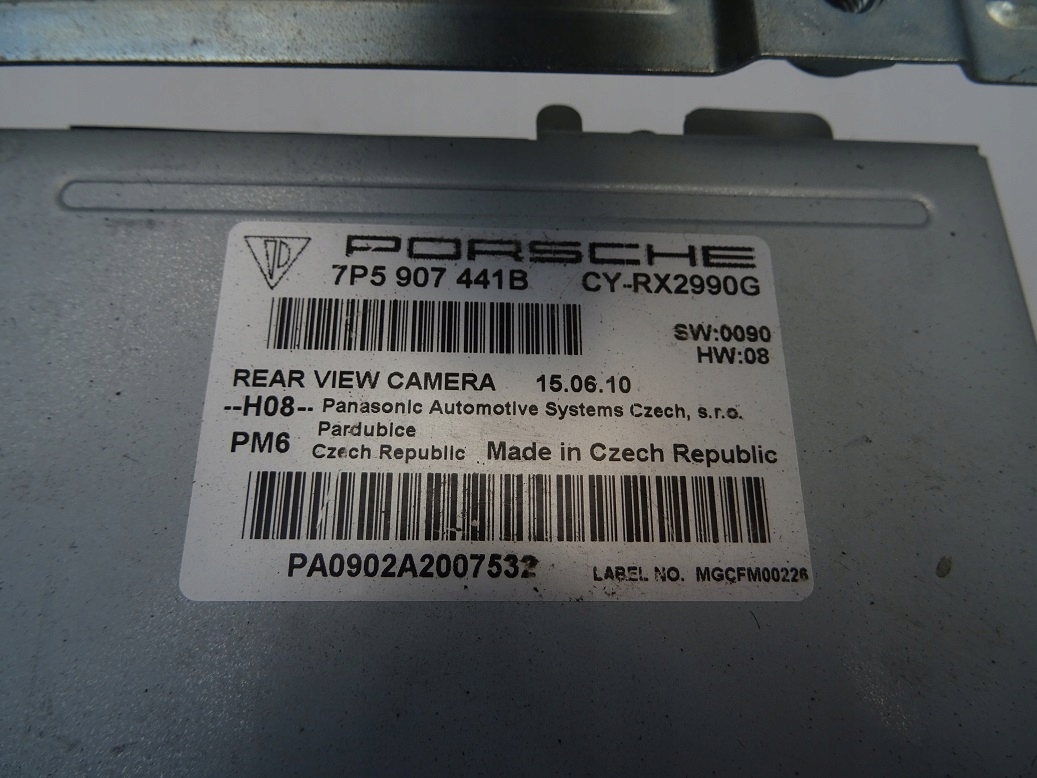 PORSCHE
7P5 907 441B CY-RX2990G
SW:0090
HW:08
REAR VIEW CAMERA 15.06.10
--H08-- Panasonic Automotive Systems Czech, s.r.o.
Pardubice
PM6 Czech Republic Made in Czech Republic
PA0902A2007532 LABEL NO. MGCFM00226